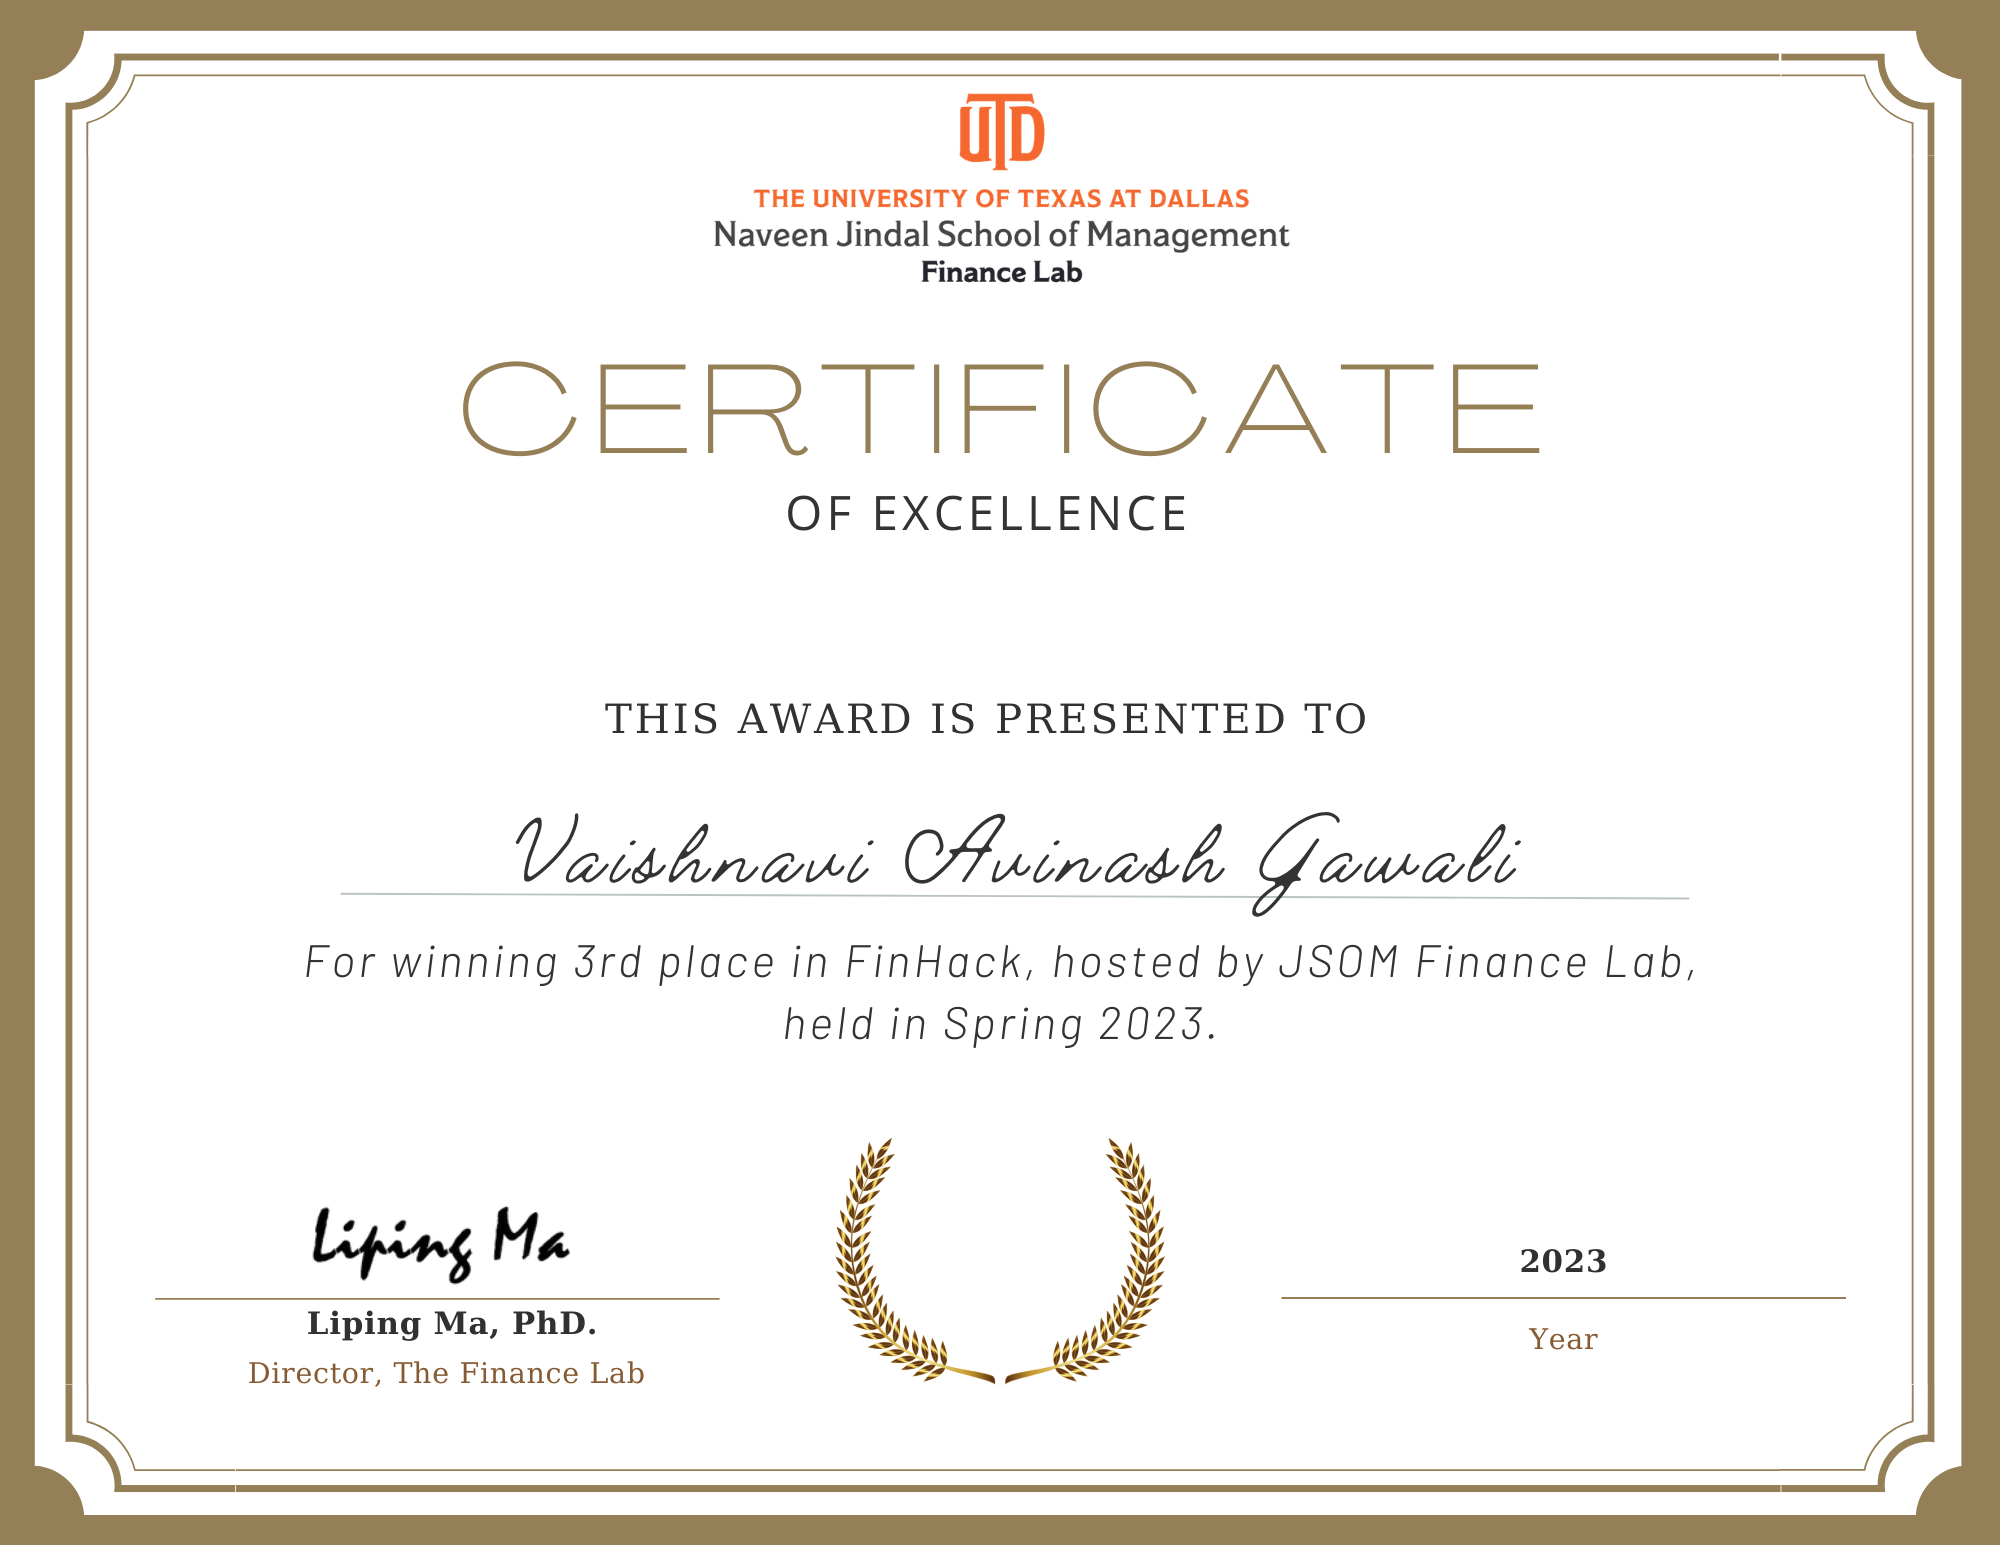 UTD
THE UNIVERSITY OF TEXAS AT DALLAS
Naveen Jindal School of Management
Finance Lab
CERTIFICATE
OF EXCELLENCE
THIS AWARD IS PRESENTED TO
Vaishnavi Avinash Gawali
For winning 3rd place in FinHack, hosted by JSOM Finance Lab,
held in Spring 2023.
Liping Ma
Liping Ma, PhD.
Director, The Finance Lab
2023
Year